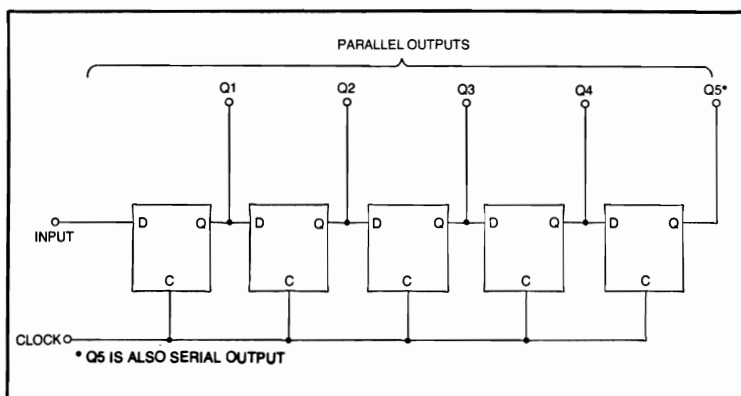 PARALLEL OUTPUTS
Q1 Q2 Q3 Q4 Q5*
D Q D Q D Q D Q D Q
INPUT
C C C C C
CLOCK
* Q5 IS ALSO SERIAL OUTPUT